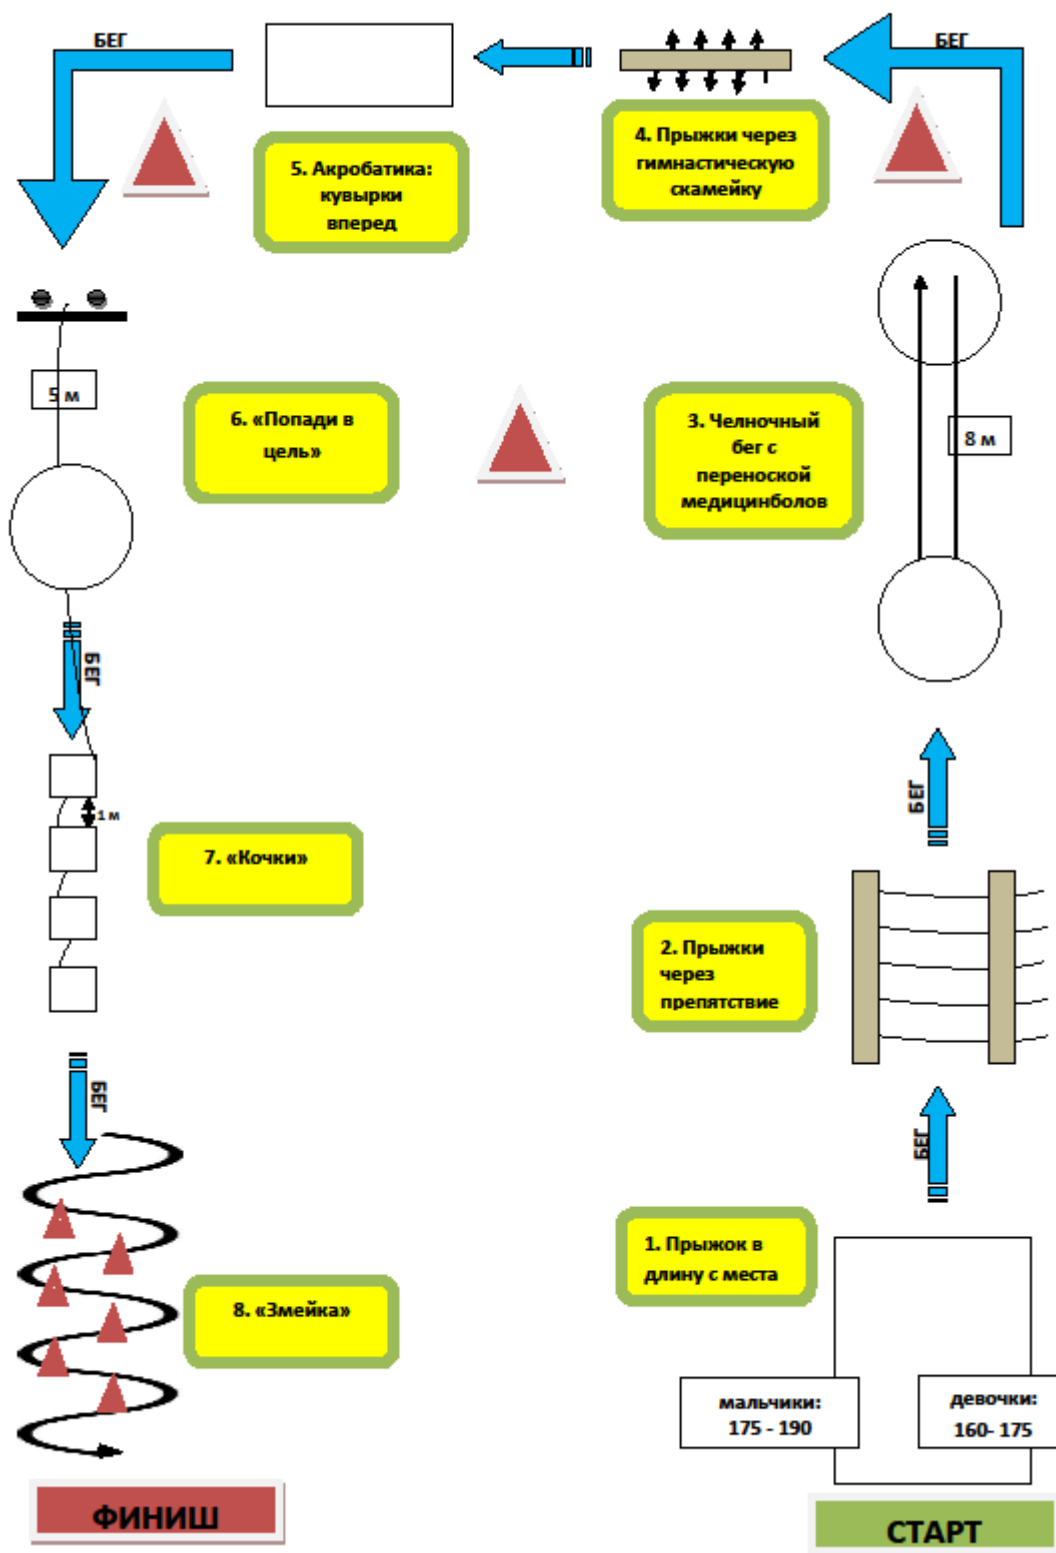 БЕГ
БЕГ
4. Прыжки через
гимнастическую
скамейку
5. Акробатика:
кувырки
вперед
5 м
6. «Попади в
цель»
3. Челночный
бег с
переноской
медицинболов
8 м
БЕГ
БЕГ
1 м
7. «Кочки»
2. Прыжки
через
препятствие
БЕГ
БЕГ
1. Прыжок в
длину с места
8. «Змейка»
мальчики:
175 - 190
девочки:
160- 175
ФИНИШ
СТАРТ